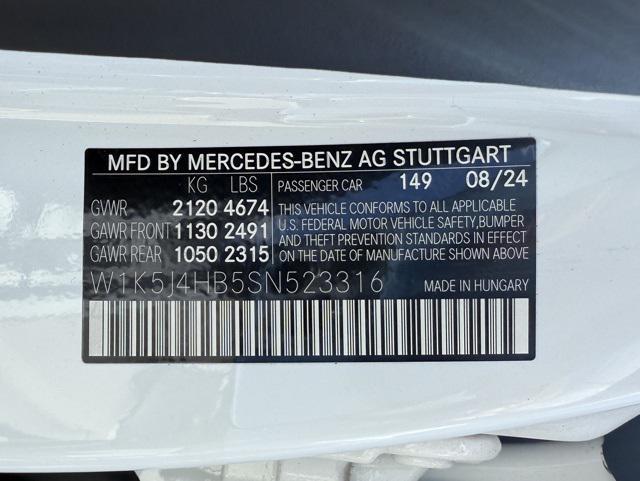 MFD BY MERCEDES-BENZ AG STUTTGART
KG LBS
GVWR 2120 4674
GAWR FRONT 1130 2491
GAWR REAR 1050 2315
PASSENGER CAR 149 08/24
THIS VEHICLE CONFORMS TO ALL APPLICABLE
U.S. FEDERAL MOTOR VEHICLE SAFETY,BUMPER
AND THEFT PREVENTION STANDARDS IN EFFECT
ON THE DATE OF MANUFACTURE SHOWN ABOVE.
W1K5J4HB5SN523316
MADE IN HUNGARY